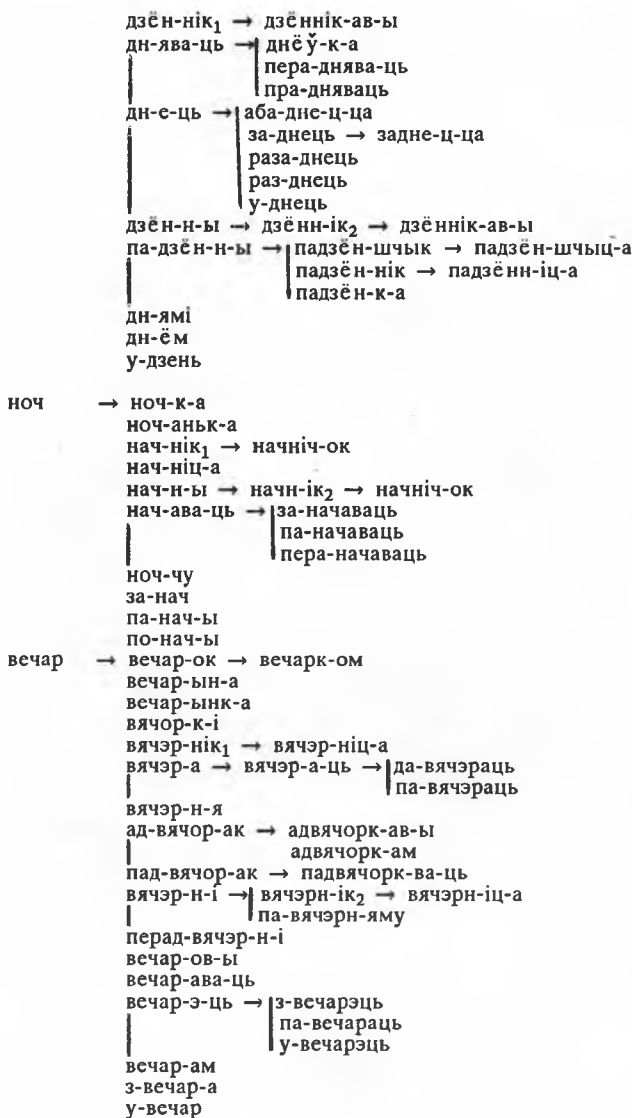 дзён-нік₁ → дзённік-ав-ы
дн-ява-ць → днёў-к-а
пера-днява-ць
пра-дняваць
дн-е-ць → аба-дне-ц-ца
за-днець → задне-ц-ца
раза-днець
раз-днець
у-днець
дзён-н-ы → дзённ-ік₂ → дзённік-ав-ы
па-дзён-н-ы → падзён-шчык → падзён-шчыц-а
падзён-нік → падзённ-іц-а
падзён-к-а
дн-ямі
дн-ём
у-дзень
ноч → ноч-к-а
ноч-аньк-а
нач-нік₁ → начніч-ок
нач-ніц-а
нач-н-ы → начн-ік₂ → начніч-ок
нач-ава-ць → за-начаваць
па-начаваць
пера-начаваць
ноч-чу
за-нач
па-нач-ы
по-нач-ы
вечар → вечар-ок → вечарк-ом
вечар-ын-а
вечар-ынк-а
вячор-к-і
вячэр-нік₁ → вячэр-ніц-а
вячэр-а → вячэр-а-ць → да-вячэраць
па-вячэраць
вячэр-н-я
ад-вячор-ак → адвячорк-ав-ы
адвячорк-ам
пад-вячор-ак → падвячорк-ва-ць
вячэр-н-і → вячэрн-ік₂ → вячэрн-іц-а
па-вячэрн-яму
перад-вячэр-н-і
вечар-ов-ы
вечар-ава-ць
вечар-э-ць → з-вечарэць
па-вечараць
у-вечарэць
вечар-ам
з-вечар-а
у-вечар